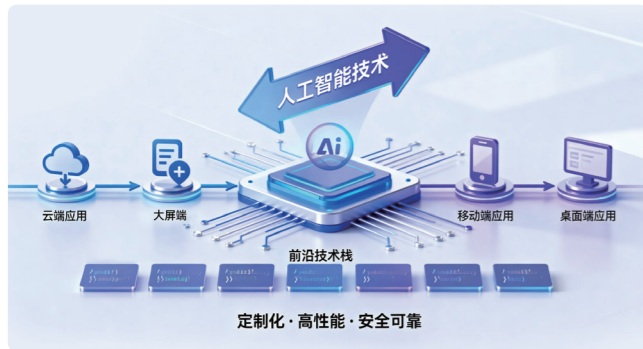 人工智能技术
Ai
云端应用
大屏端
移动端应用
桌面端应用
前沿技术栈
定制化·高性能·安全可靠